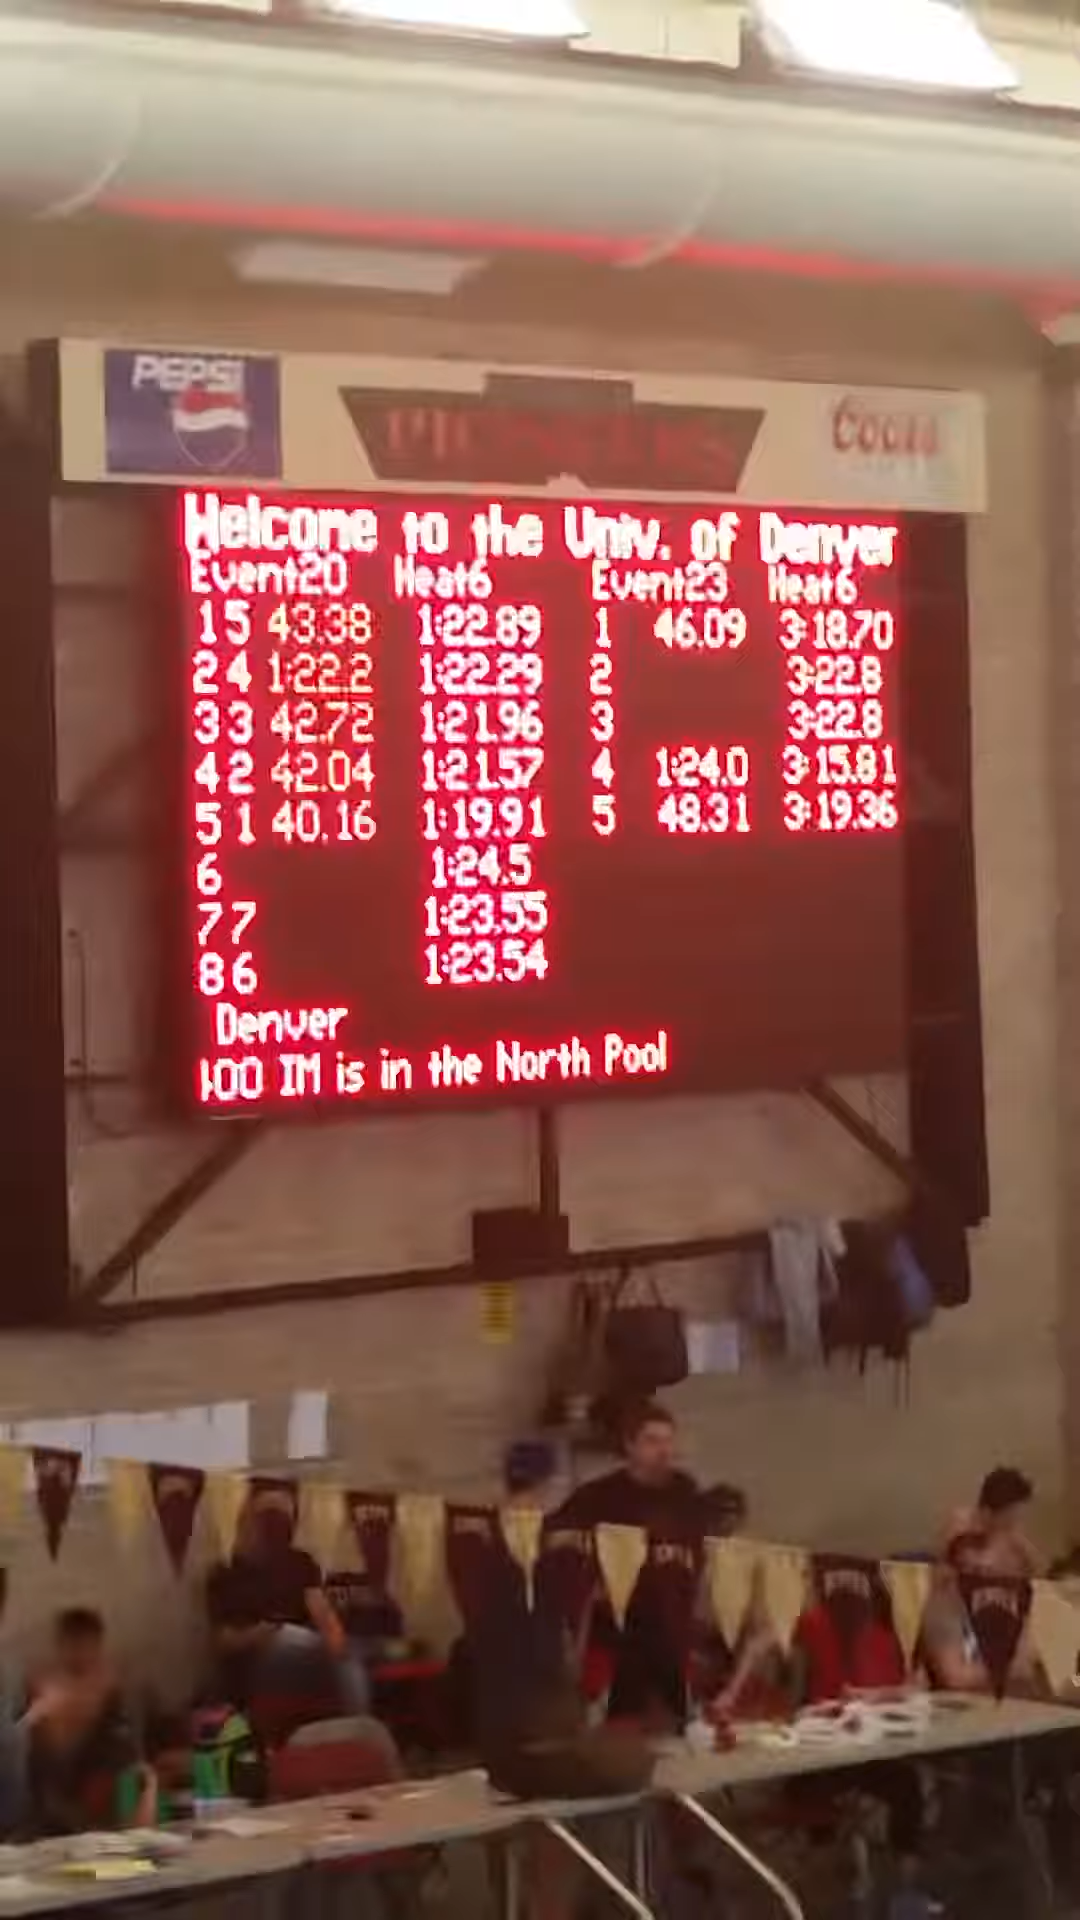 PEPSI
PIONEERS
Coors
Welcome to the Univ. of Denver
Event20 Heat6 Event23 Heat6
1 5 43.38 1:22.89 1 46.09 3:18.70
2 4 1:22.2 1:22.29 2 3:22.8
3 3 42.72 1:21.96 3 3:22.8
4 2 42.04 1:21.57 4 1:24.0 3:15.81
5 1 40.16 1:19.91 5 48.31 3:19.36
6 1:24.5
7 7 1:23.55
8 6 1:23.54
Denver
100 IM is in the North Pool